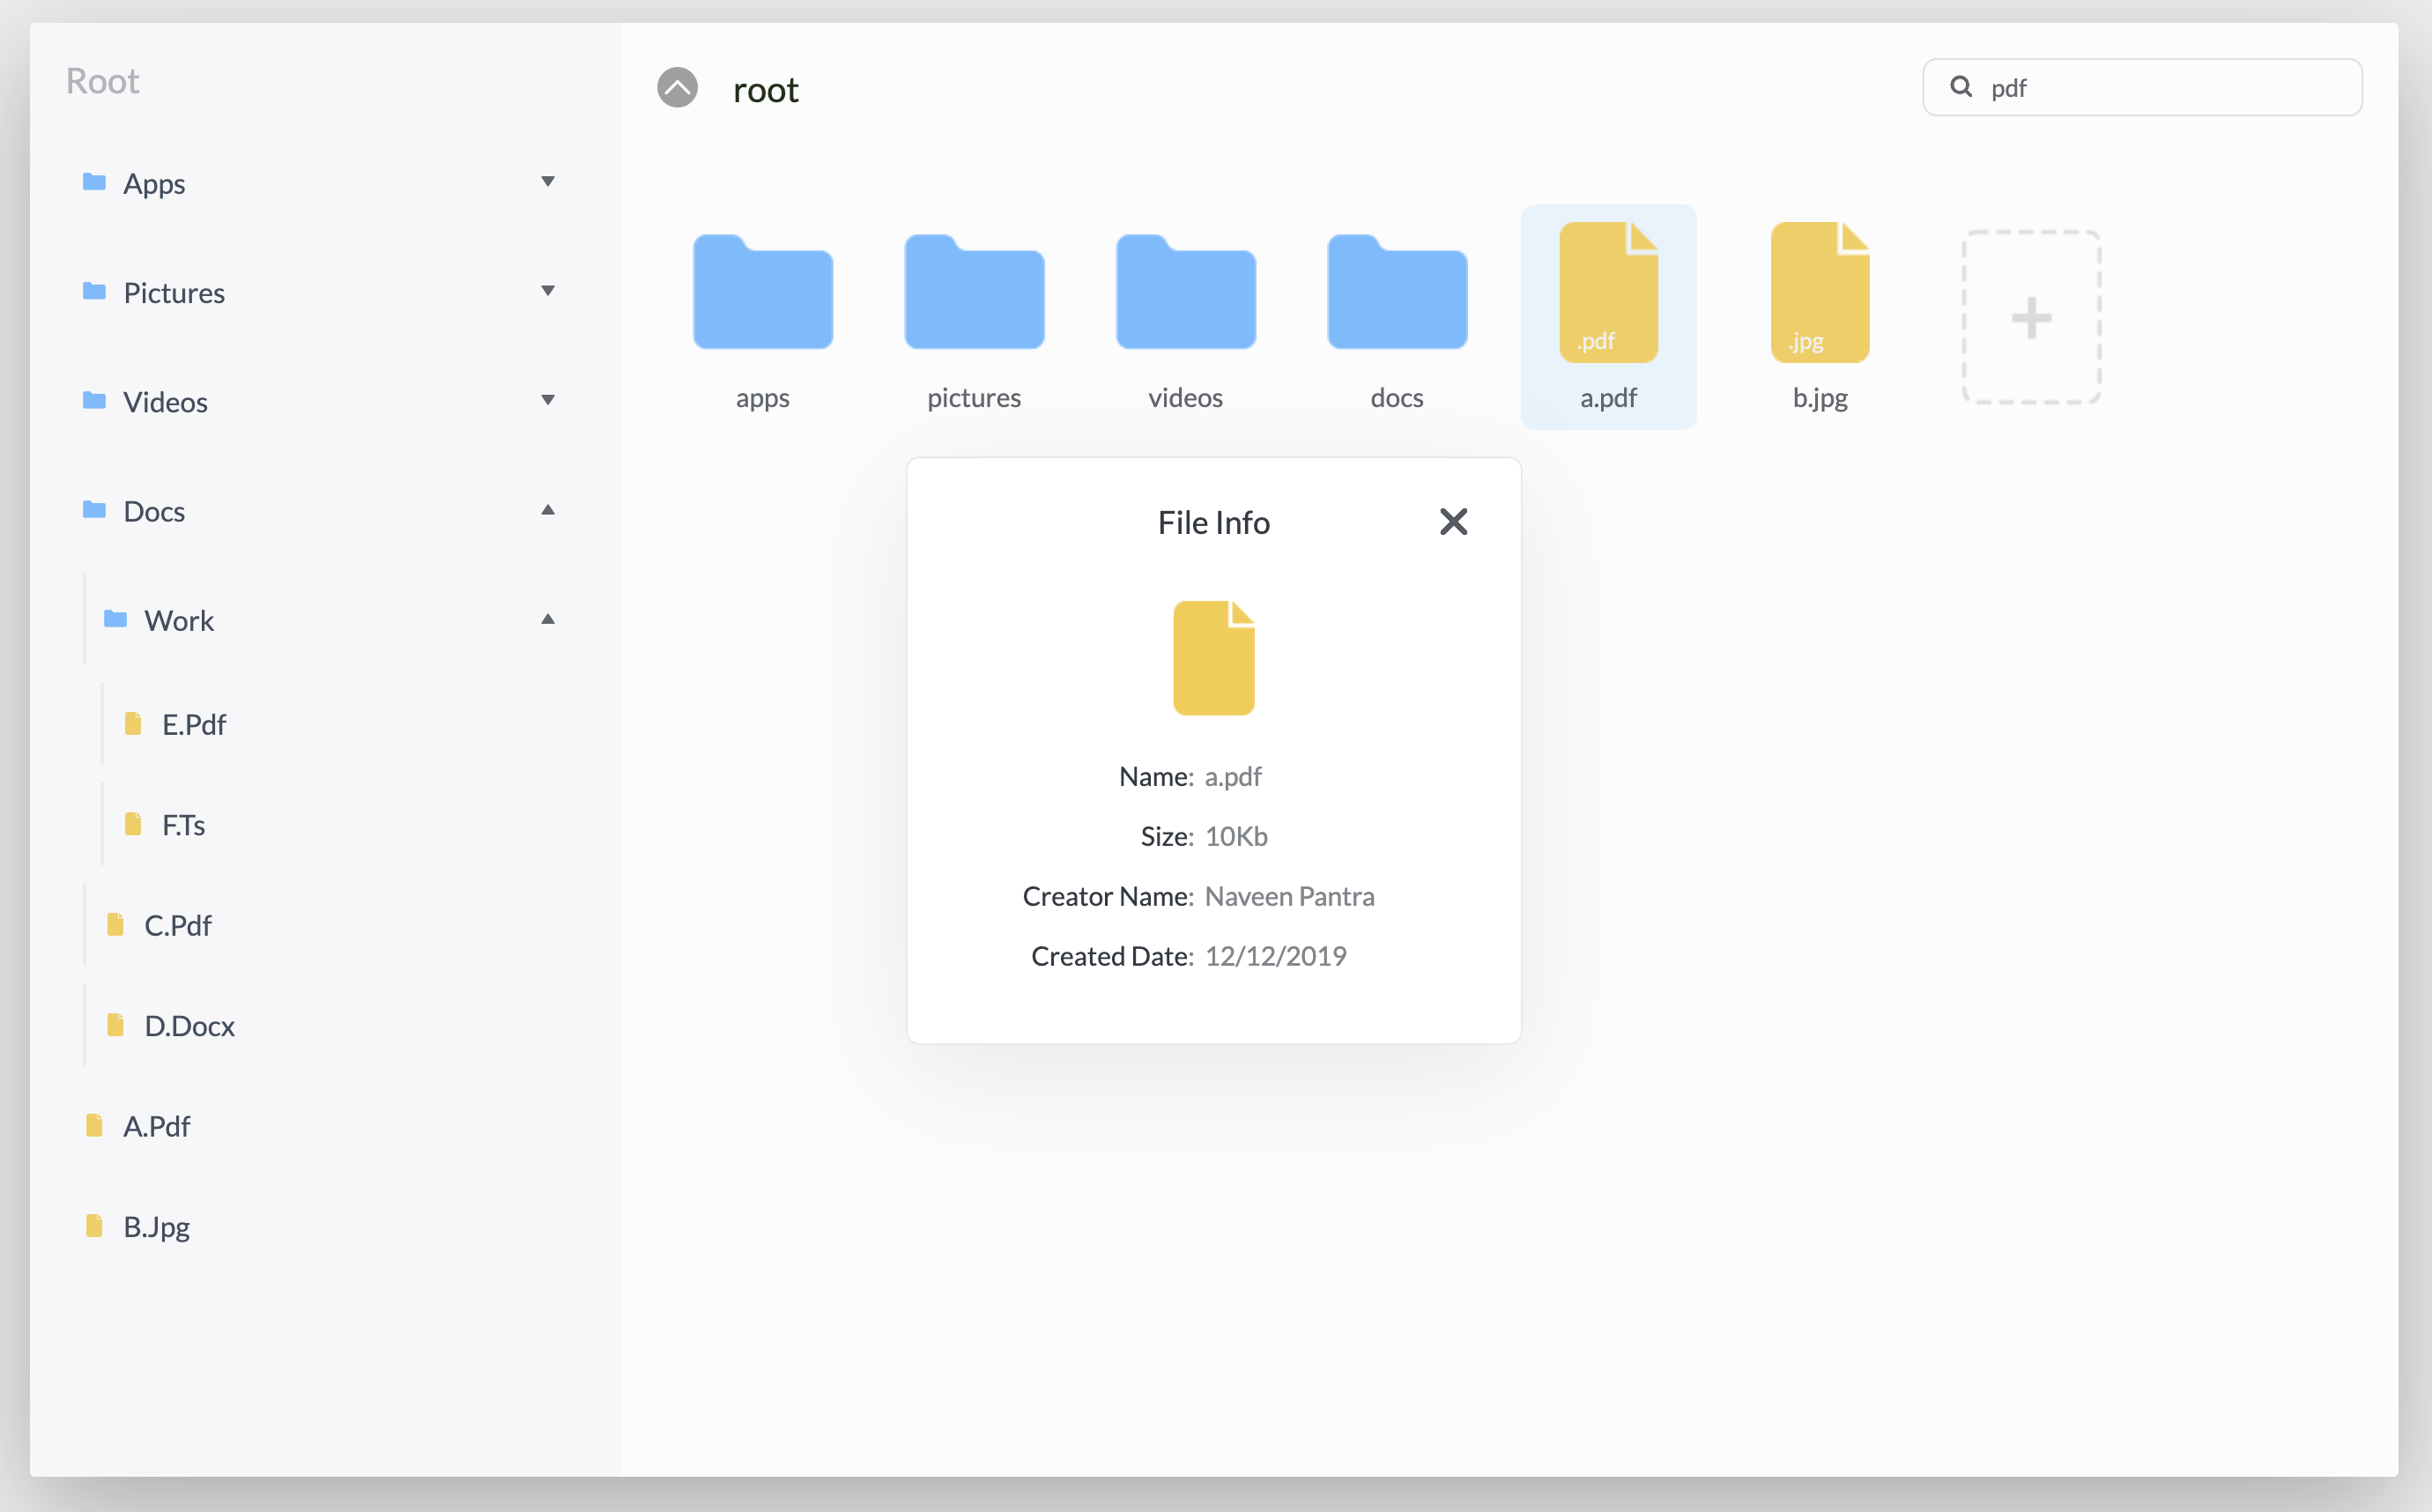 Root
Apps
Pictures
Videos
Docs
Work
E.Pdf
F.Ts
C.Pdf
D.Docx
A.Pdf
B.Jpg
root
pdf
apps
pictures
videos
docs
.pdf
a.pdf
.jpg
b.jpg
File Info
Name: a.pdf
Size: 10Kb
Creator Name: Naveen Pantra
Created Date: 12/12/2019